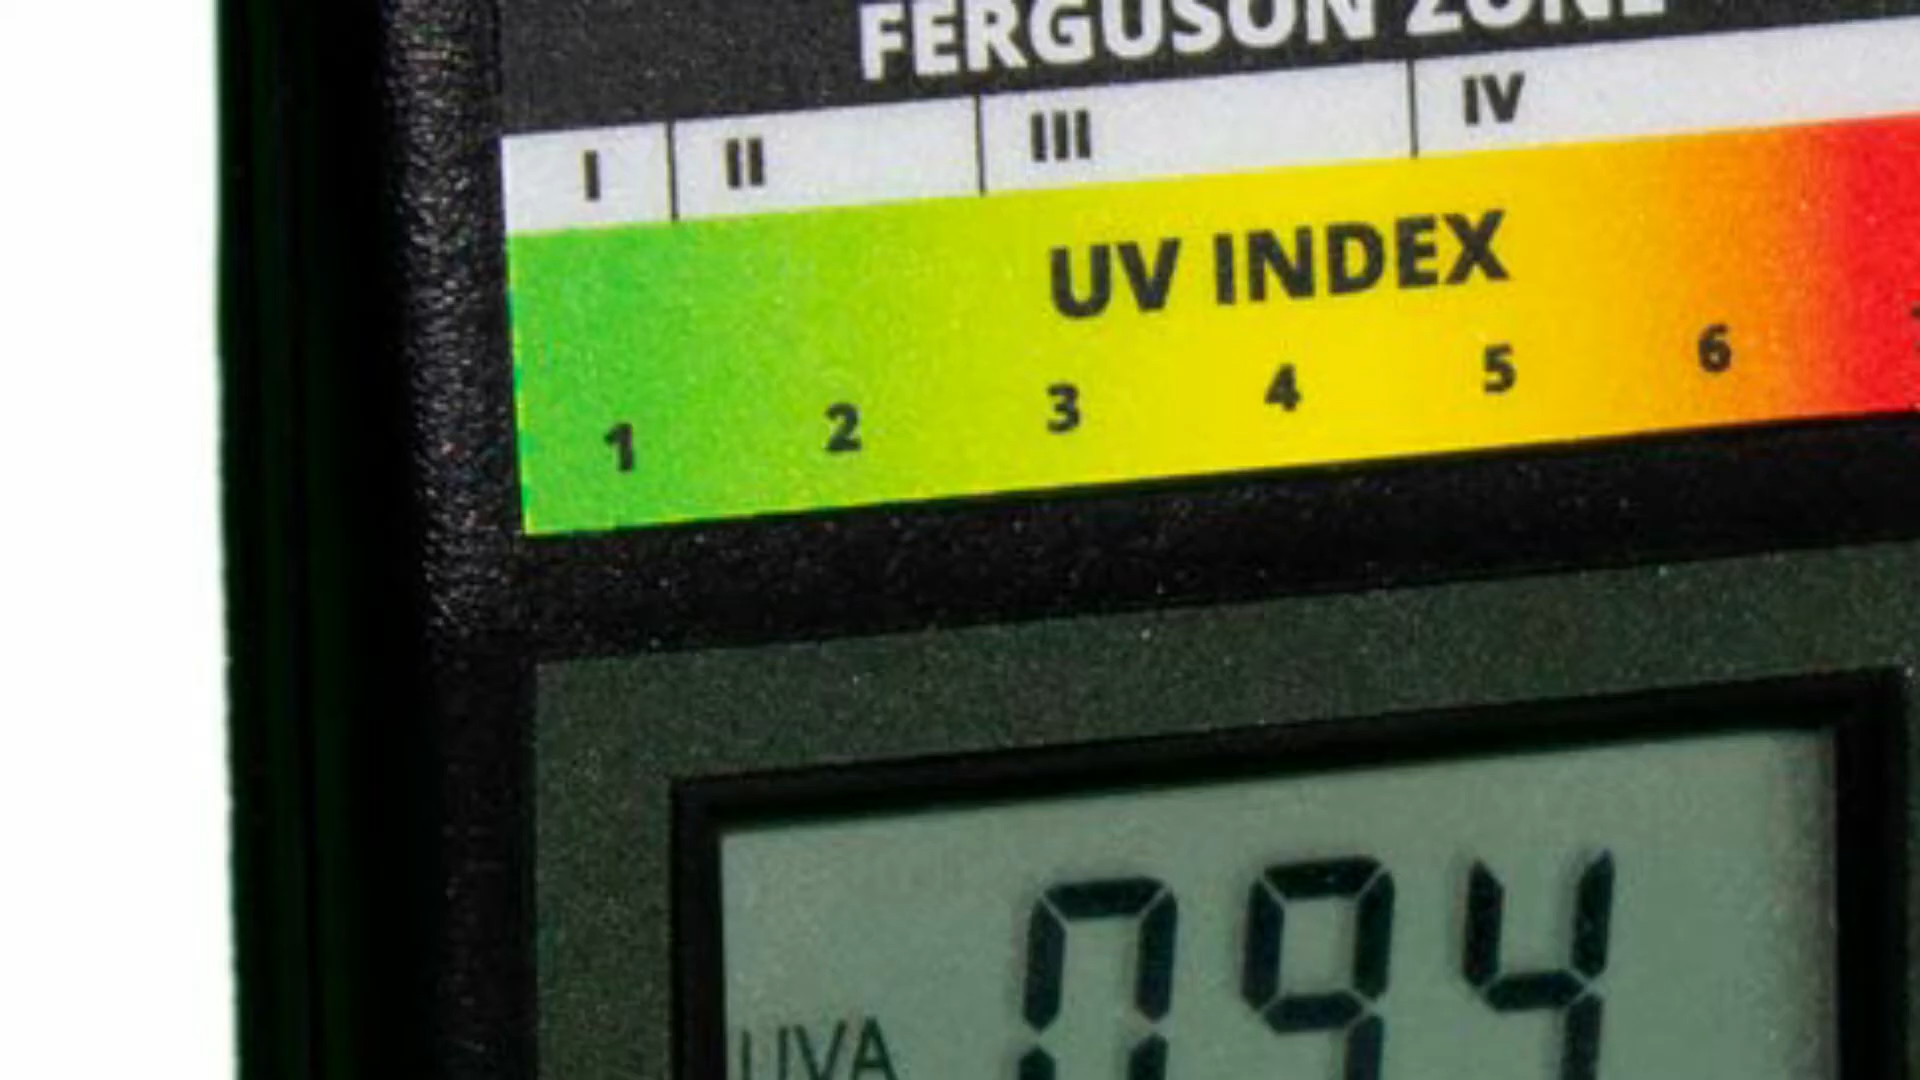 FERGUSON ZONE
I II III IV
UV INDEX
1 2 3 4 5 6
094
UVA